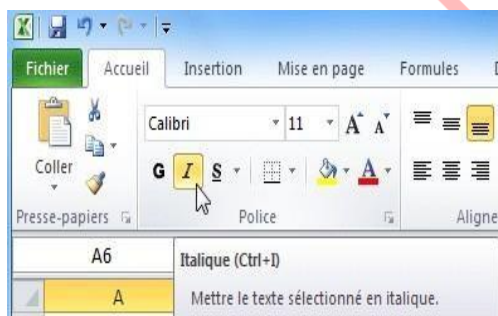 Fichier Accueil Insertion Mise en page Formules
Calibri 11 A A
Coller
G I S A
Presse-papiers Police Aligne
A6
Italique (Ctrl+I)
A
Mettre le texte sélectionné en italique.